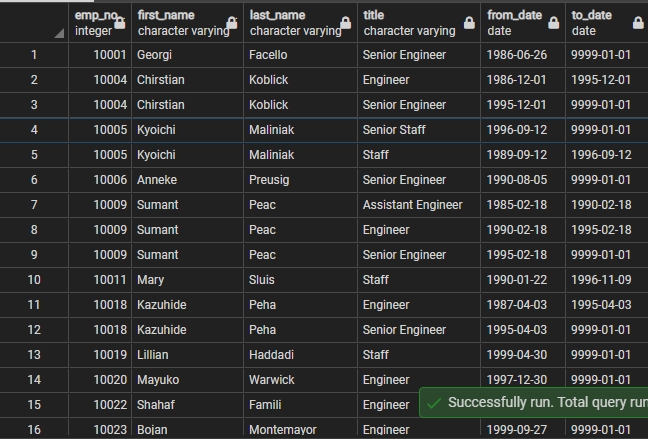 emp_no first_name last_name title from_date to_date
integer character varying character varying character varying date date
1 10001 Georgi Facello Senior Engineer 1986-06-26 9999-01-01
2 10004 Chirstian Koblick Engineer 1986-12-01 1995-12-01
3 10004 Chirstian Koblick Senior Engineer 1995-12-01 9999-01-01
4 10005 Kyoichi Maliniak Senior Staff 1996-09-12 9999-01-01
5 10005 Kyoichi Maliniak Staff 1989-09-12 1996-09-12
6 10006 Anneke Preusig Senior Engineer 1990-08-05 9999-01-01
7 10009 Sumant Peac Assistant Engineer 1985-02-18 1990-02-18
8 10009 Sumant Peac Engineer 1990-02-18 1995-02-18
9 10009 Sumant Peac Senior Engineer 1995-02-18 9999-01-01
10 10011 Mary Sluis Staff 1990-01-22 1996-11-09
11 10018 Kazuhide Peha Engineer 1987-04-03 1995-04-03
12 10018 Kazuhide Peha Senior Engineer 1995-04-03 9999-01-01
13 10019 Lillian Haddadi Staff 1999-04-30 9999-01-01
14 10020 Mayuko Warwick Engineer 1997-12-30 9999-01-01
15 10022 Shahaf Famili Engineer
Successfully run. Total query run
16 10023 Bojan Montemayor Engineer 1999-09-27 9999-01-01